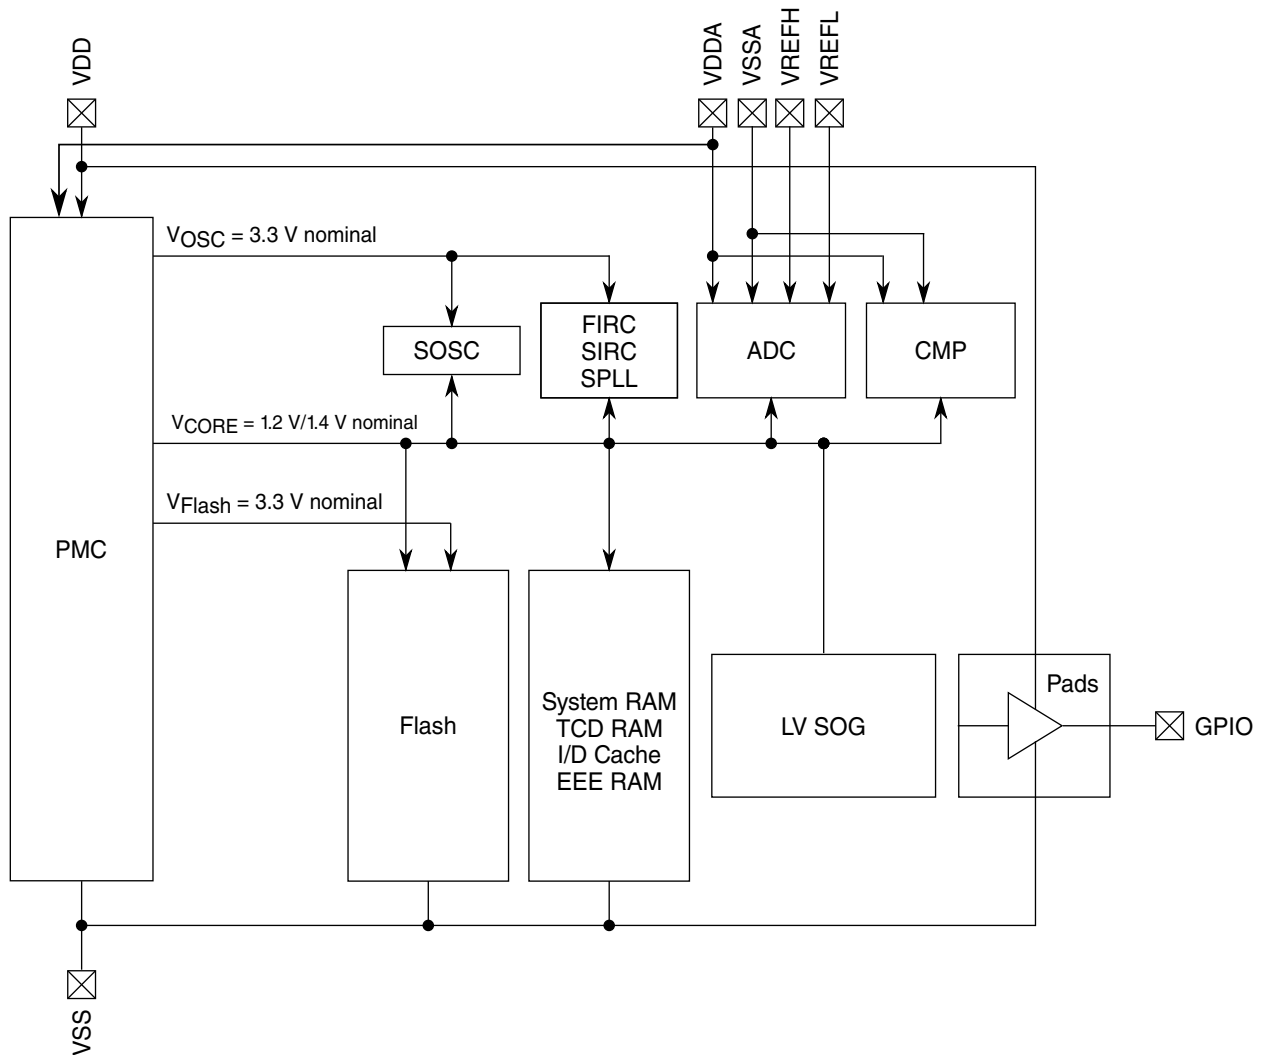 VDD
VDDA
VSSA
VREFH
VREFL
VOSC = 3.3 V nominal
FIRC
SIRC
SPLL
SOSC
ADC
CMP
VCORE = 1.2 V/1.4 V nominal
VFlash = 3.3 V nominal
PMC
Flash
System RAM
TCD RAM
I/D Cache
EEE RAM
LV SOG
Pads
GPIO
VSS